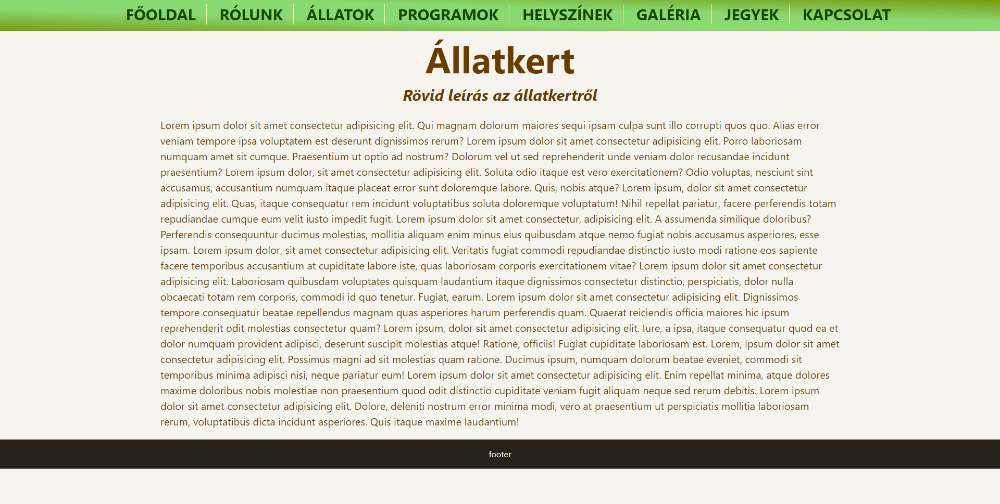 FŐOLDAL RÓLUNK ÁLLATOK PROGRAMOK HELYSZÍNEK GALÉRIA JEGYEK KAPCSOLAT
Állatkert
Rövid leírás az állatkertről
Lorem ipsum dolor sit amet consectetur adipisicing elit. Qui magnam dolorum maiores sequi ipsam culpa sunt illo corrupti quos quo. Alias error
veniam tempore ipsa voluptatem est deserunt dignissimos rerum? Lorem ipsum dolor sit amet consectetur adipisicing elit. Porro laboriosam
numquam amet sit cumque. Praesentium ut optio ad nostrum? Dolorum vel ut sed reprehenderit unde veniam dolor recusandae incidunt
praesentium? Lorem ipsum dolor, sit amet consectetur adipisicing elit. Soluta odio itaque est vero exercitationem? Odio voluptas, nesciunt sint
accusamus, accusantium numquam itaque placeat error sunt doloremque labore. Quis, nobis atque? Lorem ipsum, dolor sit amet consectetur
adipisicing elit. Quas, itaque consequatur rem incidunt voluptatibus soluta doloremque voluptatum! Nihil repellat pariatur, facere perferendis totam
repudiandae cumque eum velit iusto impedit fugit. Lorem ipsum dolor sit amet consectetur, adipisicing elit. A assumenda similique doloribus?
Perferendis consequuntur ducimus molestias, mollitia aliquam enim minus eius quibusdam atque nemo fugiat nobis accusamus asperiores, esse
ipsam. Lorem ipsum dolor, sit amet consectetur adipisicing elit. Veritatis fugiat commodi repudiandae distinctio iusto modi ratione eos sapiente
facere temporibus accusantium at cupiditate labore iste, quas laboriosam corporis exercitationem vitae? Lorem ipsum dolor sit amet consectetur
adipisicing elit. Laboriosam quibusdam voluptates quisquam laudantium itaque dignissimos consectetur distinctio, perspiciatis, dolor nulla
obcaecati totam rem corporis, commodi id quo tenetur. Fugiat, earum. Lorem ipsum dolor sit amet consectetur adipisicing elit. Dignissimos
tempore consequatur beatae repellendus magnam quas asperiores harum perferendis quam. Quaerat reiciendis officia maiores hic ipsum
reprehenderit odit molestias consectetur quam? Lorem ipsum, dolor sit amet consectetur adipisicing elit. Iure, a ipsa, itaque consequatur quod ea et
dolor numquam provident adipisci, deserunt suscipit molestias atque! Ratione, officiis! Fugiat cupiditate laboriosam est. Lorem, ipsum dolor sit amet
consectetur adipisicing elit. Possimus magni ad sit molestias quam ratione. Ducimus ipsum, numquam dolorum beatae eveniet, commodi sit
temporibus minima adipisci nisi, neque pariatur eum! Lorem ipsum dolor sit amet consectetur adipisicing elit. Enim repellat minima, atque dolores
maxime doloribus nobis molestiae non praesentium quod odit distinctio cupiditate veniam fugit aliquam neque sed rerum debitis. Lorem ipsum
dolor sit amet consectetur adipisicing elit. Dolore, deleniti nostrum error minima modi, vero at praesentium ut perspiciatis mollitia laboriosam
rerum, voluptatibus dicta incidunt asperiores. Quis itaque maxime laudantium!
footer